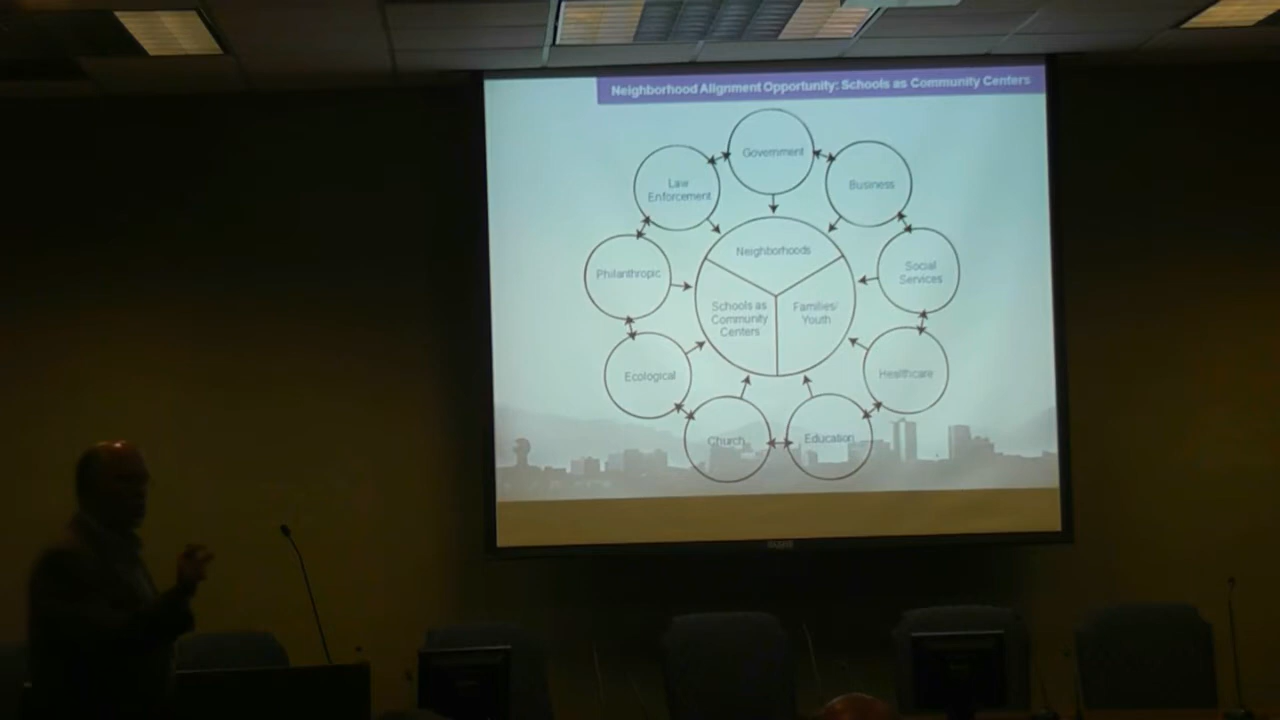 Neighborhood Alignment Opportunity: Schools as Community Centers
Government
Law
Enforcement
Business
Neighborhoods
Philanthropic
Social
Services
Schools as
Community
Centers
Families/
Youth
Ecological
Healthcare
Church
Education